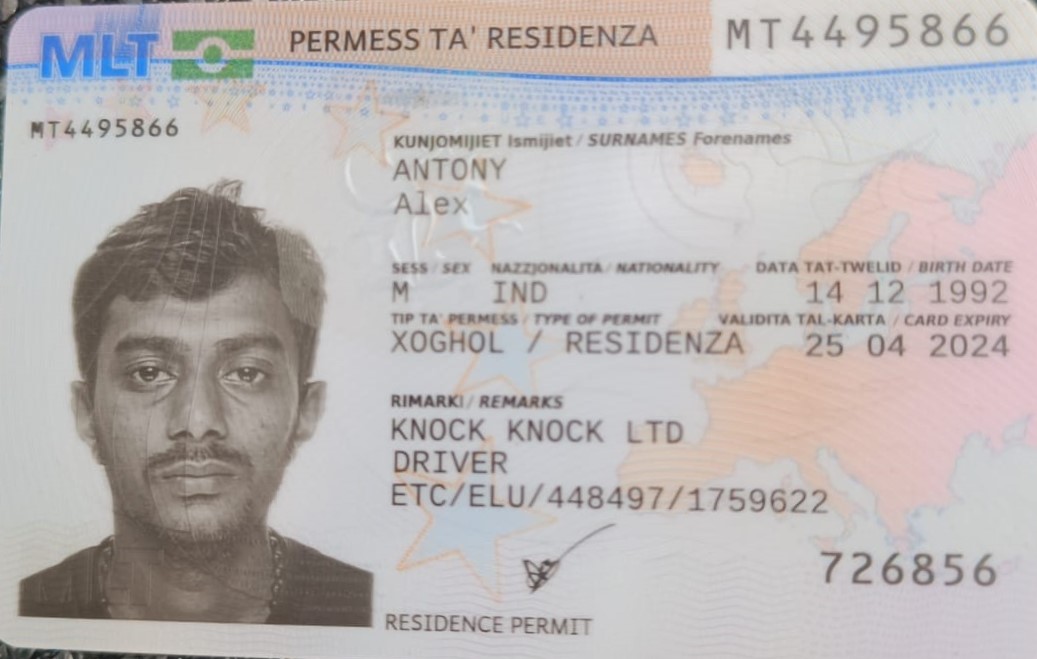 MLT PERMESS TA' RESIDENZA MT4495866
MT4495866
KUNJOMIJIET Ismijiet / SURNAMES Forenames
ANTONY
Alex
SESS / SEX NAZZJONALITA / NATIONALITY DATA TAT-TWELID / BIRTH DATE
M IND 14 12 1992
TIP TA' PERMESS / TYPE OF PERMIT VALIDITA TAL-KARTA / CARD EXPIRY
XOGHOL / RESIDENZA 25 04 2024
RIMARKI / REMARKS
KNOCK KNOCK LTD
DRIVER
ETC/ELU/448497/1759622
726856
RESIDENCE PERMIT